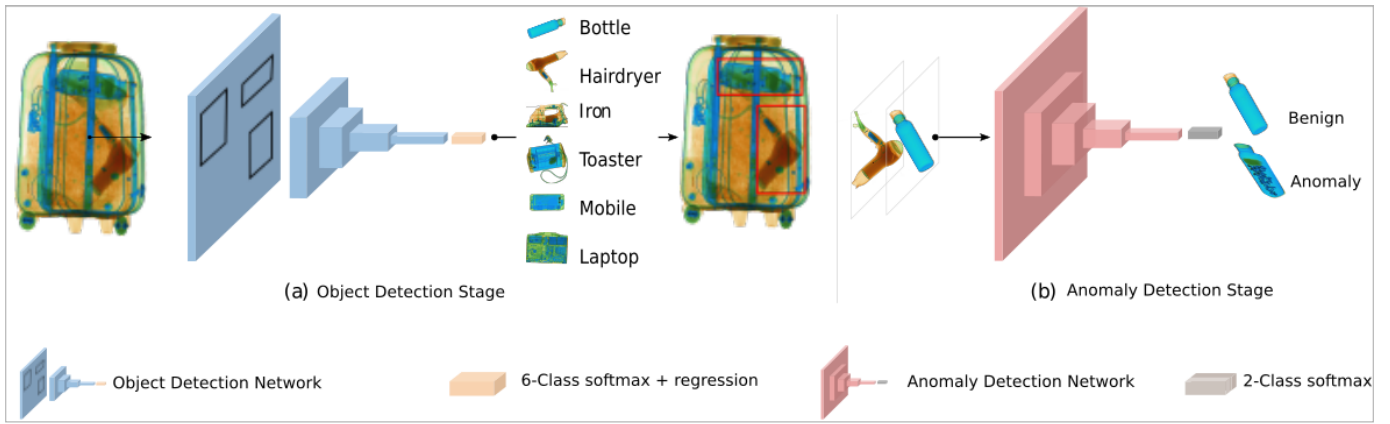 Bottle
Hairdryer
Iron
Toaster
Mobile
Laptop
(a) Object Detection Stage
Benign
Anomaly
(b) Anomaly Detection Stage
Object Detection Network
6-Class softmax + regression
Anomaly Detection Network
2-Class softmax